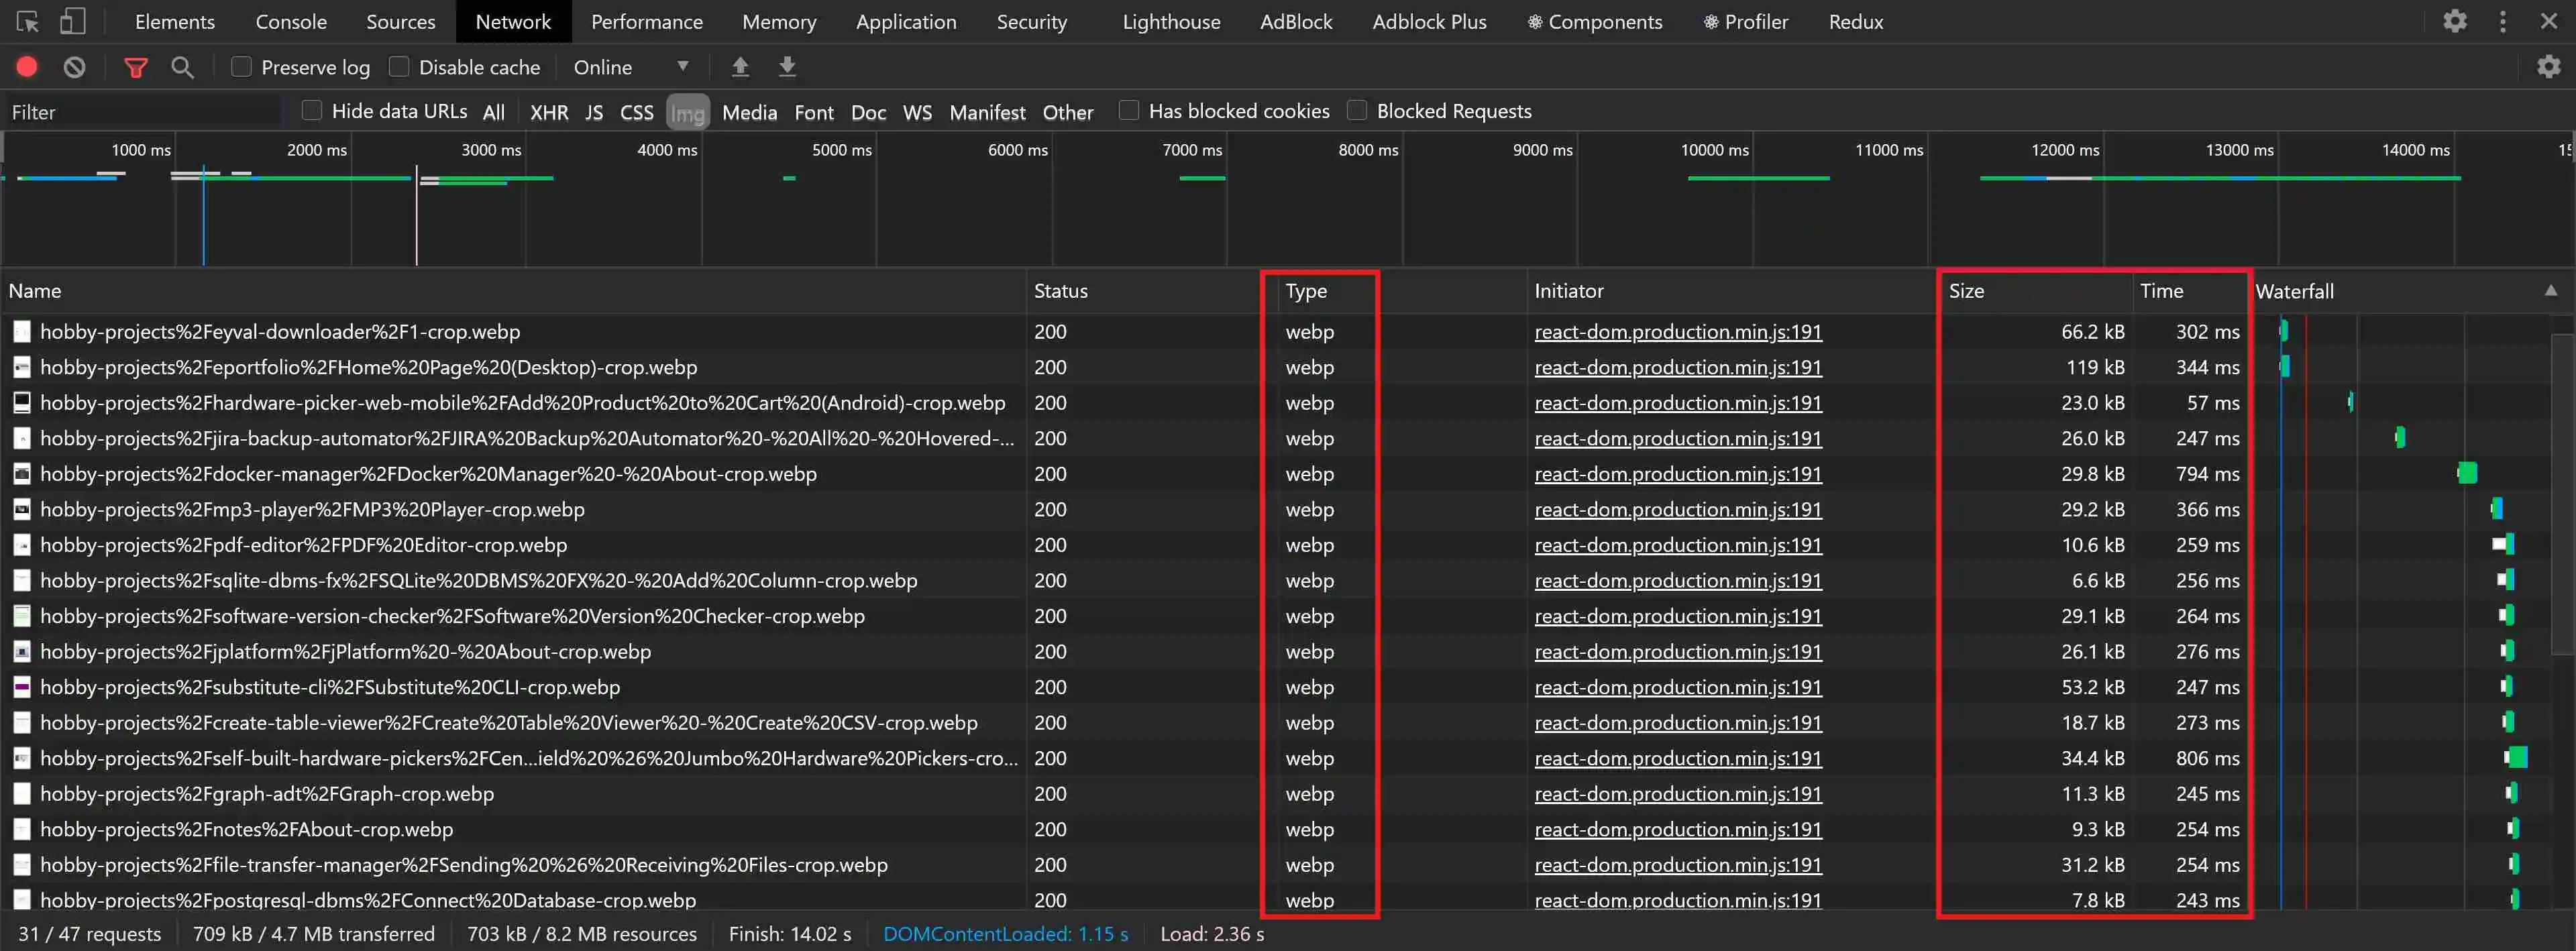 Elements Console Sources Network Performance Memory Application Security Lighthouse AdBlock Adblock Plus ⚛ Components ⚛ Profiler Redux
Preserve log Disable cache Online
Filter Hide data URLs All XHR JS CSS Img Media Font Doc WS Manifest Other Has blocked cookies Blocked Requests
1000 ms 2000 ms 3000 ms 4000 ms 5000 ms 6000 ms 7000 ms 8000 ms 9000 ms 10000 ms 11000 ms 12000 ms 13000 ms 14000 ms
Name Status Type Initiator Size Time Waterfall
hobby-projects%2Feyval-downloader%2F1-crop.webp 200 webp react-dom.production.min.js:191 66.2 kB 302 ms
hobby-projects%2Feportfolio%2FHome%20Page%20(Desktop)-crop.webp 200 webp react-dom.production.min.js:191 119 kB 344 ms
hobby-projects%2Fhardware-picker-web-mobile%2FAdd%20Product%20to%20Cart%20(Android)-crop.webp 200 webp react-dom.production.min.js:191 23.0 kB 57 ms
hobby-projects%2Fjira-backup-automator%2FJIRA%20Backup%20Automator%20-%20All%20-%20Hovered-... 200 webp react-dom.production.min.js:191 26.0 kB 247 ms
hobby-projects%2Fdocker-manager%2FDocker%20Manager%20-%20About-crop.webp 200 webp react-dom.production.min.js:191 29.8 kB 794 ms
hobby-projects%2Fmp3-player%2FMP3%20Player-crop.webp 200 webp react-dom.production.min.js:191 29.2 kB 366 ms
hobby-projects%2Fpdf-editor%2FPDF%20Editor-crop.webp 200 webp react-dom.production.min.js:191 10.6 kB 259 ms
hobby-projects%2Fsqlite-dbms-fx%2FSQLite%20DBMS%20FX%20-%20Add%20Column-crop.webp 200 webp react-dom.production.min.js:191 6.6 kB 256 ms
hobby-projects%2Fsoftware-version-checker%2FSoftware%20Version%20Checker-crop.webp 200 webp react-dom.production.min.js:191 29.1 kB 264 ms
hobby-projects%2Fjplatform%2FjPlatform%20-%20About-crop.webp 200 webp react-dom.production.min.js:191 26.1 kB 276 ms
hobby-projects%2Fsubstitute-cli%2FSubstitute%20CLI-crop.webp 200 webp react-dom.production.min.js:191 53.2 kB 247 ms
hobby-projects%2Fcreate-table-viewer%2FCreate%20Table%20Viewer%20-%20Create%20CSV-crop.webp 200 webp react-dom.production.min.js:191 18.7 kB 273 ms
hobby-projects%2Fself-built-hardware-pickers%2FCen...ield%20%26%20Jumbo%20Hardware%20Pickers-cro... 200 webp react-dom.production.min.js:191 34.4 kB 806 ms
hobby-projects%2Fgraph-adt%2FGraph-crop.webp 200 webp react-dom.production.min.js:191 11.3 kB 245 ms
hobby-projects%2Fnotes%2FAbout-crop.webp 200 webp react-dom.production.min.js:191 9.3 kB 254 ms
hobby-projects%2Ffile-transfer-manager%2FSending%20%26%20Receiving%20Files-crop.webp 200 webp react-dom.production.min.js:191 31.2 kB 254 ms
hobby-projects%2Fpostgresql-dbms%2FConnect%20Database-crop.webp 200 webp react-dom.production.min.js:191 7.8 kB 243 ms
31 / 47 requests 709 kB / 4.7 MB transferred 703 kB / 8.2 MB resources Finish: 14.02 s DOMContentLoaded: 1.15 s Load: 2.36 s